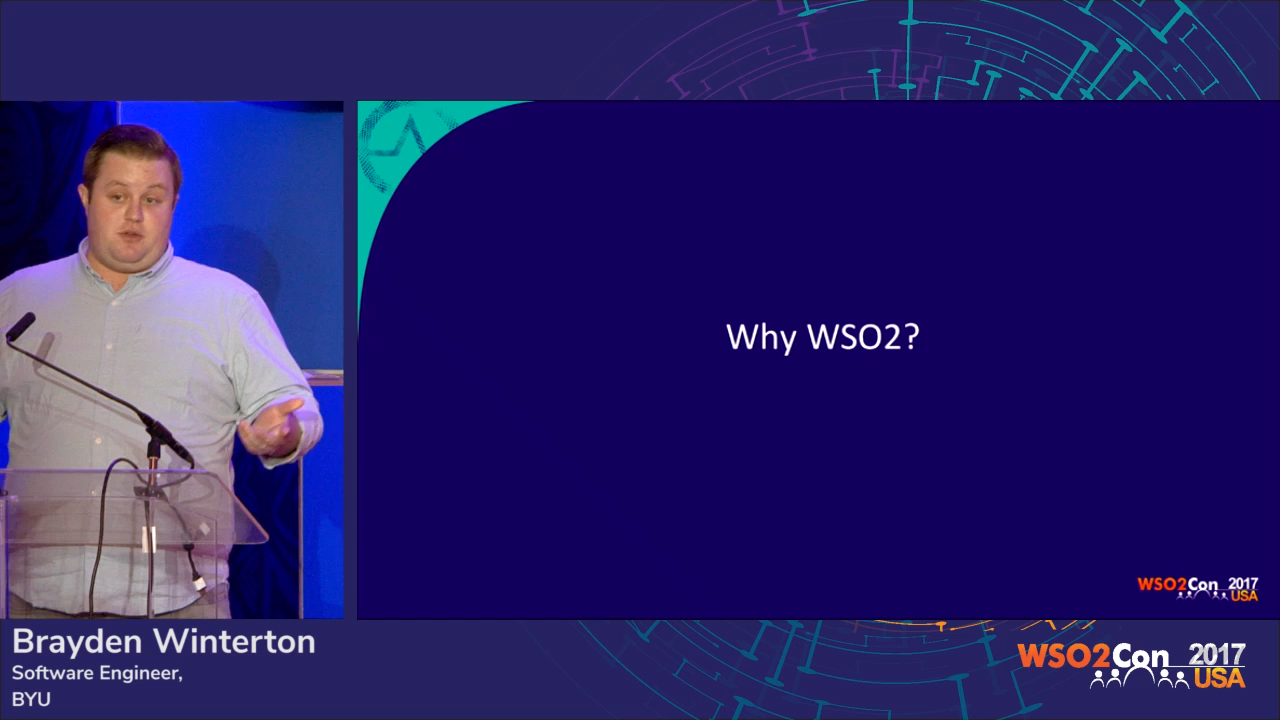 Why WSO2?
WSO2Con 2017
USA
Brayden Winterton
Software Engineer,
BYU
WSO2Con 2017
USA